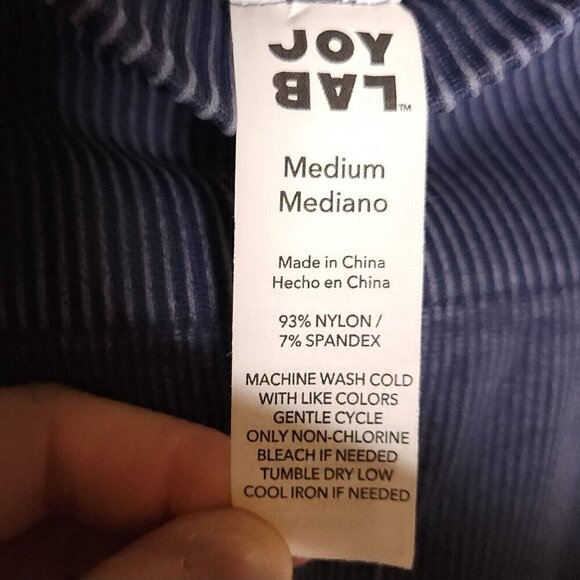 JOY
LAB™
Medium
Mediano
Made in China
Hecho en China
93% NYLON /
7% SPANDEX
MACHINE WASH COLD
WITH LIKE COLORS
GENTLE CYCLE
ONLY NON-CHLORINE
BLEACH IF NEEDED
TUMBLE DRY LOW
COOL IRON IF NEEDED